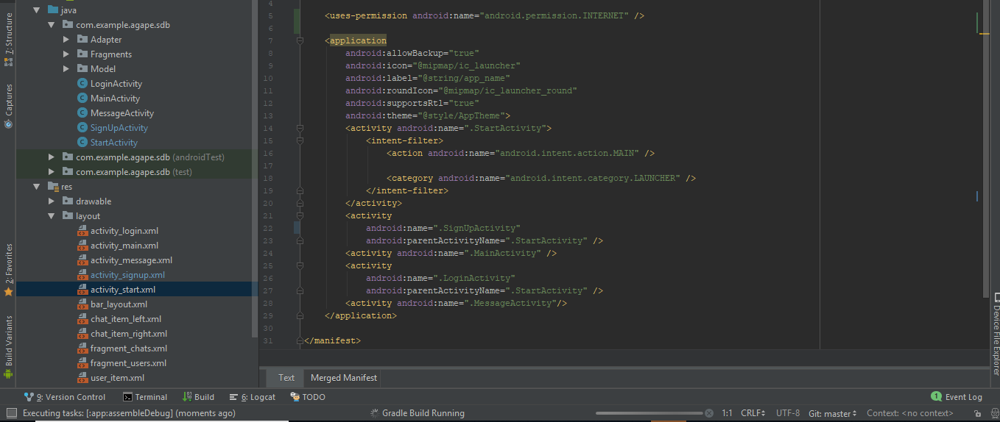 7: Structure
Captures
2: Favorites
Build Variants
java
com.example.agape.sdb
Adapter
Fragments
Model
LoginActivity
MainActivity
MessageActivity
SignUpActivity
StartActivity
com.example.agape.sdb (androidTest)
com.example.agape.sdb (test)
res
drawable
layout
activity_login.xml
activity_main.xml
activity_message.xml
activity_signup.xml
activity_start.xml
bar_layout.xml
chat_item_left.xml
chat_item_right.xml
fragment_chats.xml
fragment_users.xml
user_item.xml
4
5 <uses-permission android:name="android.permission.INTERNET" />
6
7 <application
8 android:allowBackup="true"
9 android:icon="@mipmap/ic_launcher"
10 android:label="@string/app_name"
11 android:roundIcon="@mipmap/ic_launcher_round"
12 android:supportsRtl="true"
13 android:theme="@style/AppTheme">
14 <activity android:name=".StartActivity">
15 <intent-filter>
16 <action android:name="android.intent.action.MAIN" />
17
18 <category android:name="android.intent.category.LAUNCHER" />
19 </intent-filter>
20 </activity>
21 <activity
22 android:name=".SignUpActivity"
23 android:parentActivityName=".StartActivity" />
24 <activity android:name=".MainActivity" />
25 <activity
26 android:name=".LoginActivity"
27 android:parentActivityName=".StartActivity" />
28 <activity android:name=".MessageActivity"/>
29 </application>
30
31 </manifest>
Device File Explorer
Text Merged Manifest
9: Version Control Terminal Build 6: Logcat TODO 1 Event Log
Executing tasks: [:app:assembleDebug] (moments ago) Gradle Build Running 1:1 CRLF UTF-8 Git: master Context: <no context>